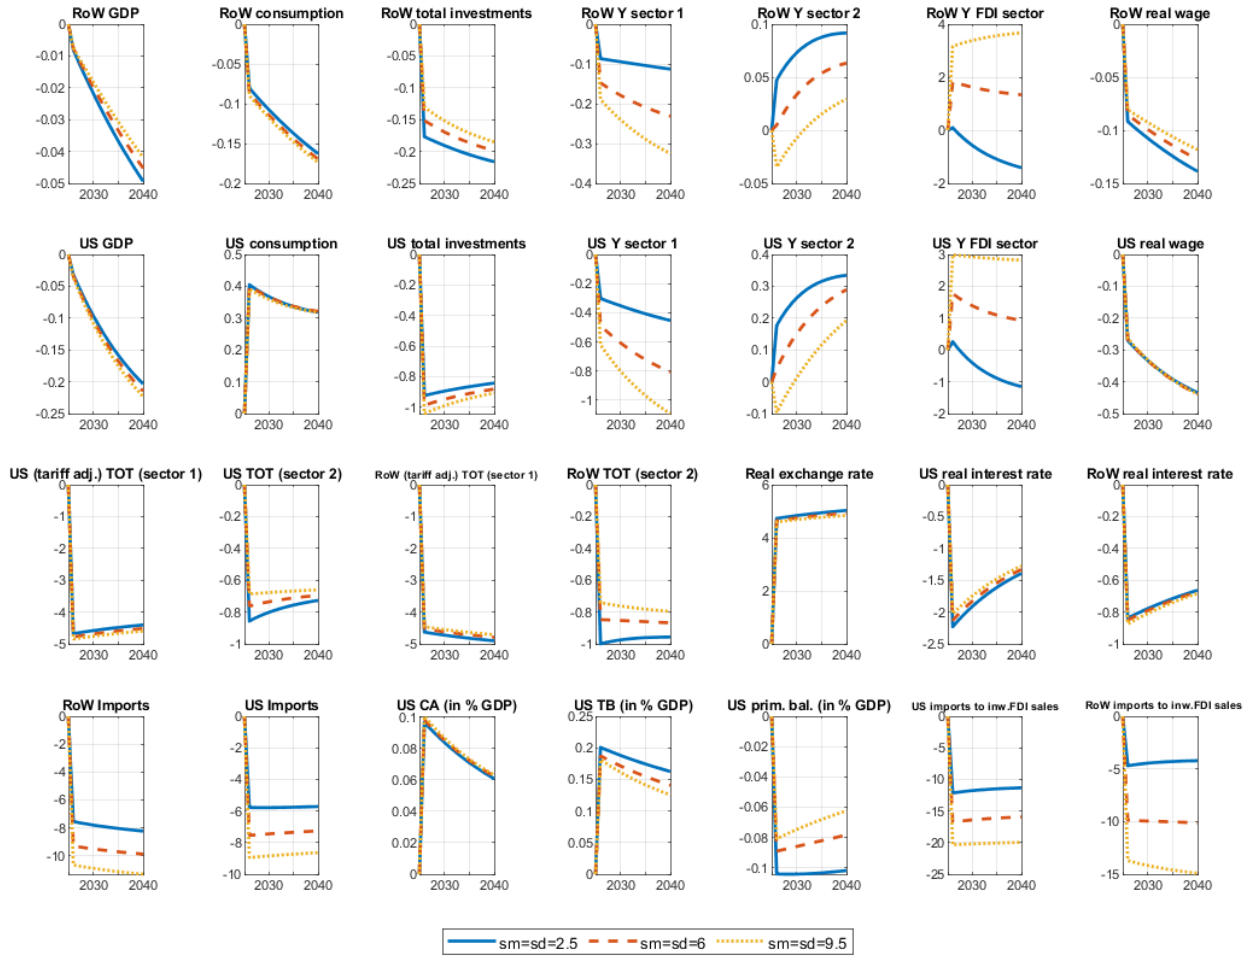 RoW GDP RoW consumption RoW total investments RoW Y sector 1 RoW Y sector 2 RoW Y FDI sector RoW real wage
0 0 0 0 0.1 4 0
-0.01 -0.05 -0.05 -0.1 0.05 2 -0.05
-0.02 -0.1 -0.1 -0.2 0 0 -0.1
-0.03 -0.15 -0.15 -0.3 0.05 -2 -0.15
-0.04 -0.2 -0.2 -0.4
-0.05 -0.25
2030 2040 2030 2040 2030 2040 2030 2040 2030 2040 2030 2040 2030 2040
US GDP US consumption US total investments US Y sector 1 US Y sector 2 US Y FDI sector US real wage
0 0.5 0 0 0.4 3 0
-0.05 0.4 -0.2 -0.2 0.3 2 -0.1
-0.1 0.3 -0.4 -0.4 0.2 1 -0.2
-0.15 0.2 -0.6 -0.6 0.1 0 -0.3
-0.2 0.1 -0.8 -0.8 0 -1 -0.4
-0.25 0 -1 -1 -0.1 -2 -0.5
2030 2040 2030 2040 2030 2040 2030 2040 2030 2040 2030 2040 2030 2040
US (tariff adj.) TOT (sector 1) US TOT (sector 2) RoW (tariff adj.) TOT (sector 1) RoW TOT (sector 2) Real exchange rate US real interest rate RoW real interest rate
0 0 0 0 6 0 0
-1 -0.2 -1 -0.2 4 -0.5 -0.2
-2 -0.4 -2 -0.4 2 -1 -0.4
-3 -0.6 -3 -0.6 0 -1.5 -0.6
-4 -0.8 -4 -0.8 -2 -0.8
-5 -1 -5 -1 -2.5 -1
2030 2040 2030 2040 2030 2040 2030 2040 2030 2040 2030 2040 2030 2040
RoW Imports US Imports US CA (in % GDP) US TB (in % GDP) US prim. bal. (in % GDP) US imports to inw.FDI sales RoW imports to inw.FDI sales
0 0 0.1 0.25 0 0 0
-2 -2 0.08 0.2 -0.02 -5 -5
-4 -4 0.06 0.15 -0.04 -10 -10
-6 -6 0.04 0.1 -0.06 -15 -15
-8 -8 0.02 0.05 -0.08 -20
-10 -10 0 0 -0.1 -25
2030 2040 2030 2040 2030 2040 2030 2040 2030 2040 2030 2040 2030 2040
sm=sd=2.5 sm=sd=6 sm=sd=9.5